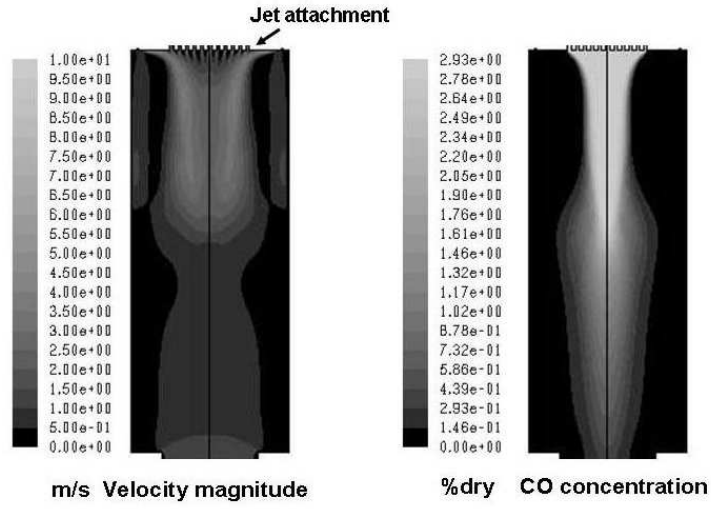 Jet attachment
1.00e+01
9.50e+00
9.00e+00
8.50e+00
8.00e+00
7.50e+00
7.00e+00
6.50e+00
6.00e+00
5.50e+00
5.00e+00
4.50e+00
4.00e+00
3.50e+00
3.00e+00
2.50e+00
2.00e+00
1.50e+00
1.00e+00
5.00e-01
0.00e+00
m/s Velocity magnitude
2.93e+00
2.78e+00
2.64e+00
2.49e+00
2.34e+00
2.20e+00
2.05e+00
1.90e+00
1.76e+00
1.61e+00
1.46e+00
1.32e+00
1.17e+00
1.02e+00
8.78e-01
7.32e-01
5.86e-01
4.39e-01
2.93e-01
1.46e-01
0.00e+00
%dry CO concentration